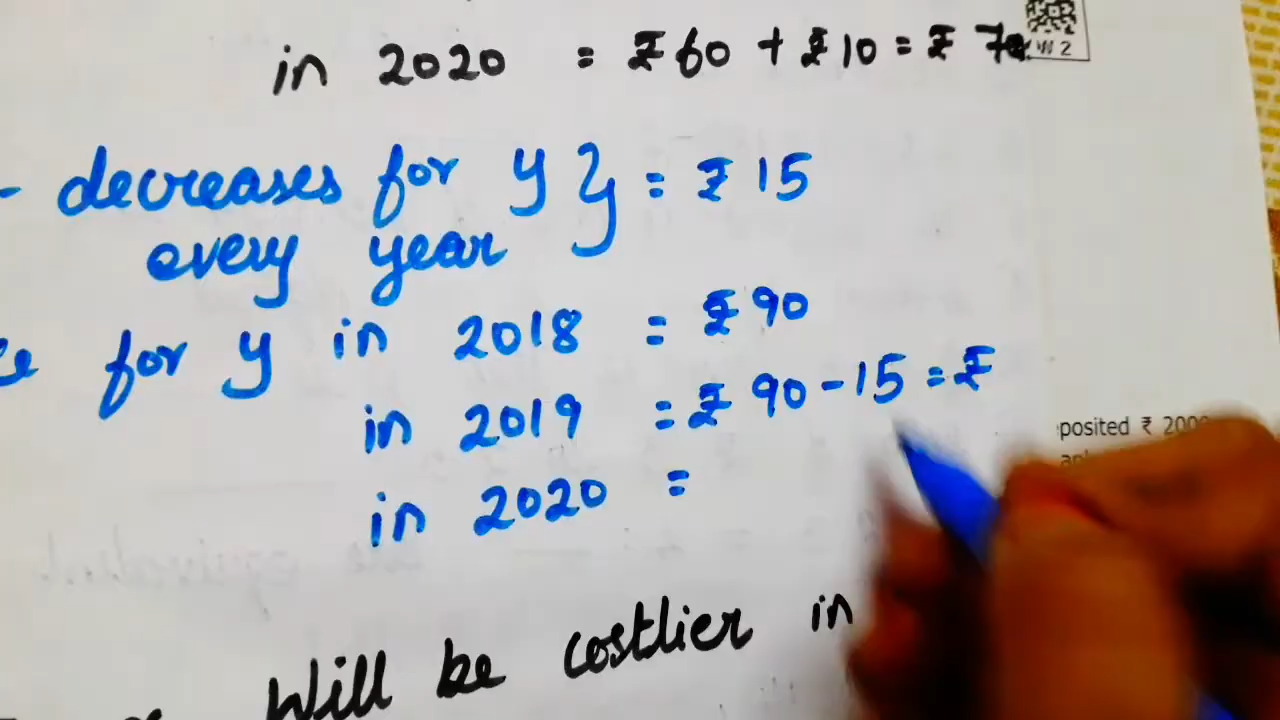 in 2020 = ₹60 + ₹10 = ₹
W 2
- decreases for y } = ₹15
every year
for y in 2018 = ₹90
in 2019 = ₹90-15 = ₹
posited ₹ 200
in 2020 =
Will be costlier in